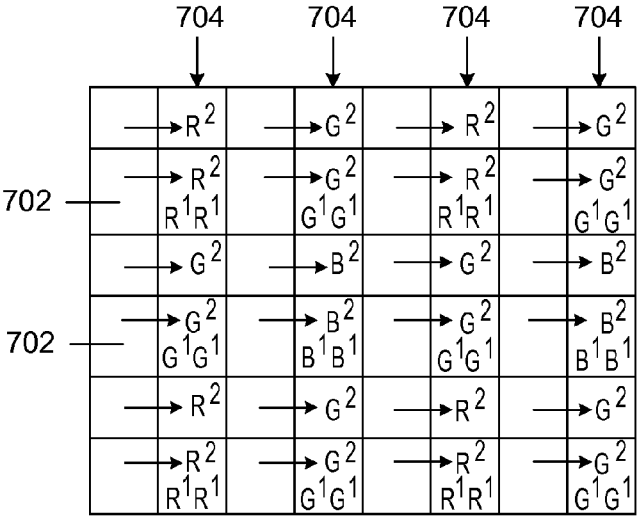 704 704 704 704
R² G² R² G²
R² G² R² G²
702
R¹R¹ G¹G¹ R¹R¹ G¹G¹
G² B² G² B²
G² B² G² B²
702
G¹G¹ B¹B¹ G¹G¹ B¹B¹
R² G² R² G²
R² G² R² G²
R¹R¹ G¹G¹ R¹R¹ G¹G¹